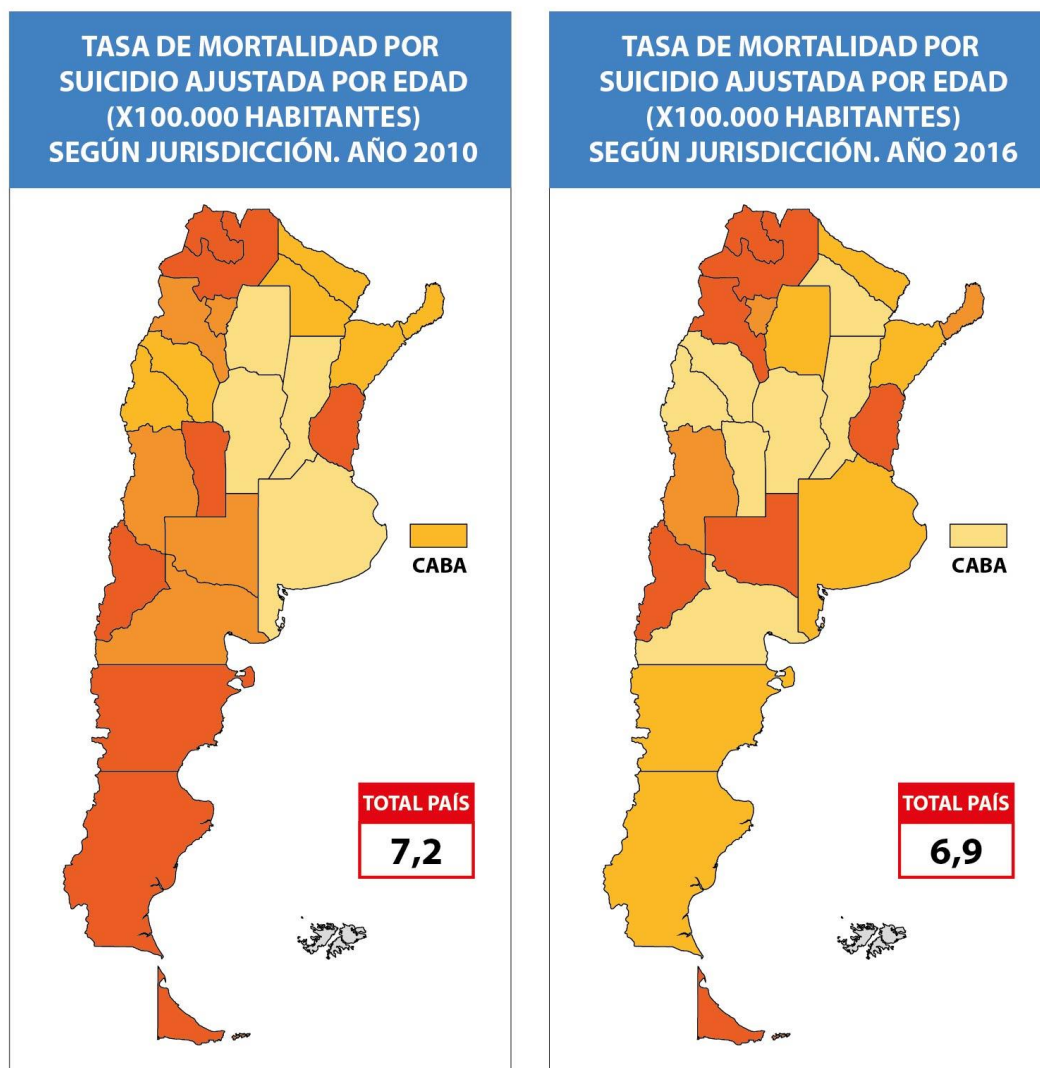 TASA DE MORTALIDAD POR
SUICIDIO AJUSTADA POR EDAD
(X100.000 HABITANTES)
SEGÚN JURISDICCIÓN. AÑO 2010
CABA
TOTAL PAÍS
7,2
TASA DE MORTALIDAD POR
SUICIDIO AJUSTADA POR EDAD
(X100.000 HABITANTES)
SEGÚN JURISDICCIÓN. AÑO 2016
CABA
TOTAL PAÍS
6,9